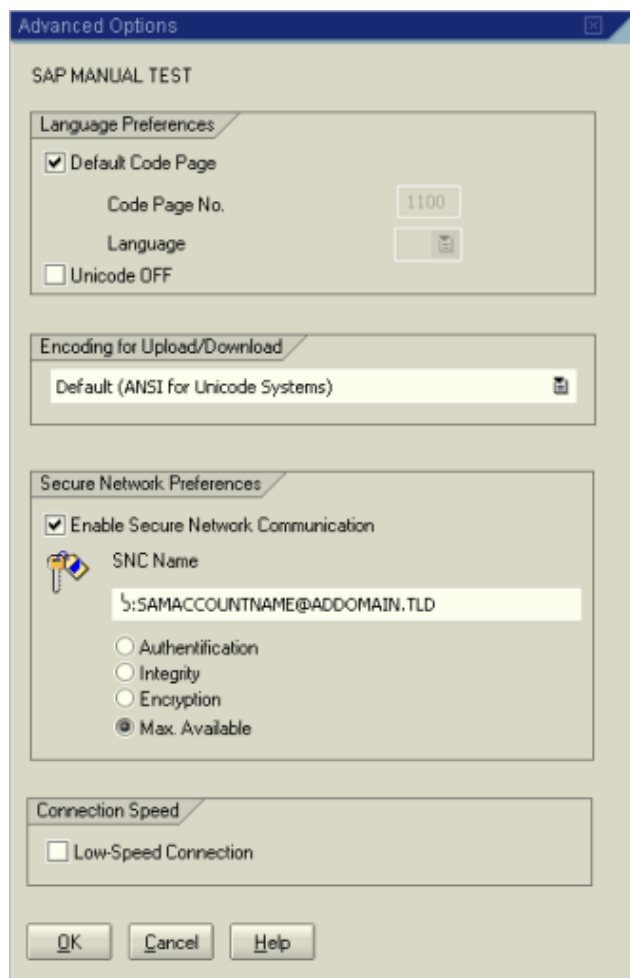 Advanced Options
SAP MANUAL TEST
Language Preferences
Default Code Page
Code Page No. 1100
Language
Unicode OFF
Encoding for Upload/Download
Default (ANSI for Unicode Systems)
Secure Network Preferences
Enable Secure Network Communication
SNC Name
:SAMACCOUNTNAME@ADDOMAIN.TLD
Authentification
Integrity
Encryption
Max. Available
Connection Speed
Low-Speed Connection
OK Cancel Help